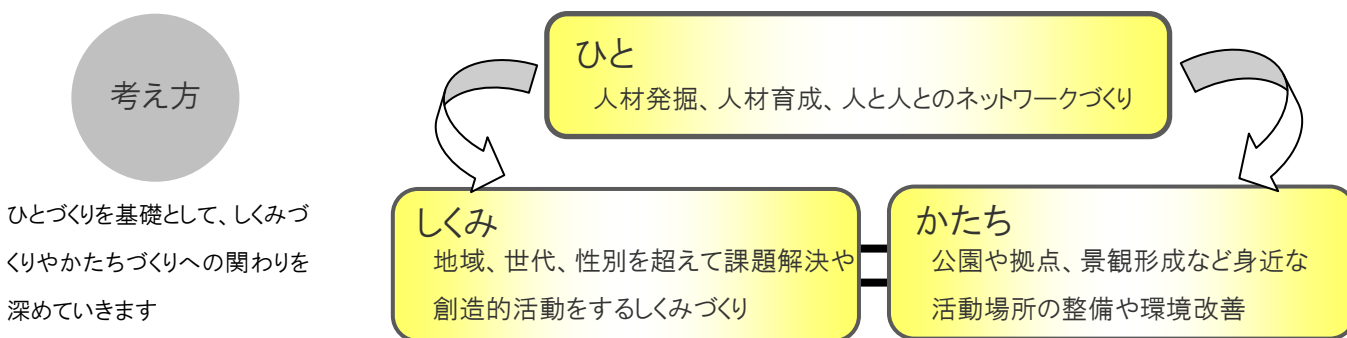 考え方
ひとづくりを基礎として、しくみづ
くりやかたちづくりへの関わりを
深めていきます
ひと
人材発掘、人材育成、人と人とのネットワークづくり
しくみ
地域、世代、性別を超えて課題解決や
創造的活動をするしくみづくり
かたち
公園や拠点、景観形成など身近な
活動場所の整備や環境改善